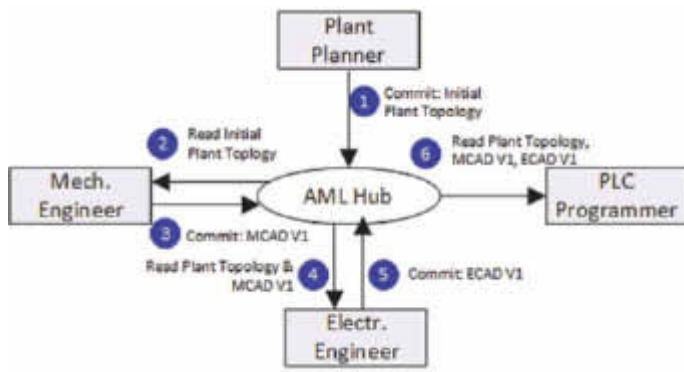 Plant
Planner
1
Commit: Initial
Plant Topology
2
Read Initial
Plant Toplogy
6
Read Plant Topology,
MCAD V1, ECAD V1
Mech.
Engineer
AML Hub
PLC
Programmer
3
Commit: MCAD V1
Read Plant Topology &
MCAD V1
4
5
Commit: ECAD V1
Electr.
Engineer